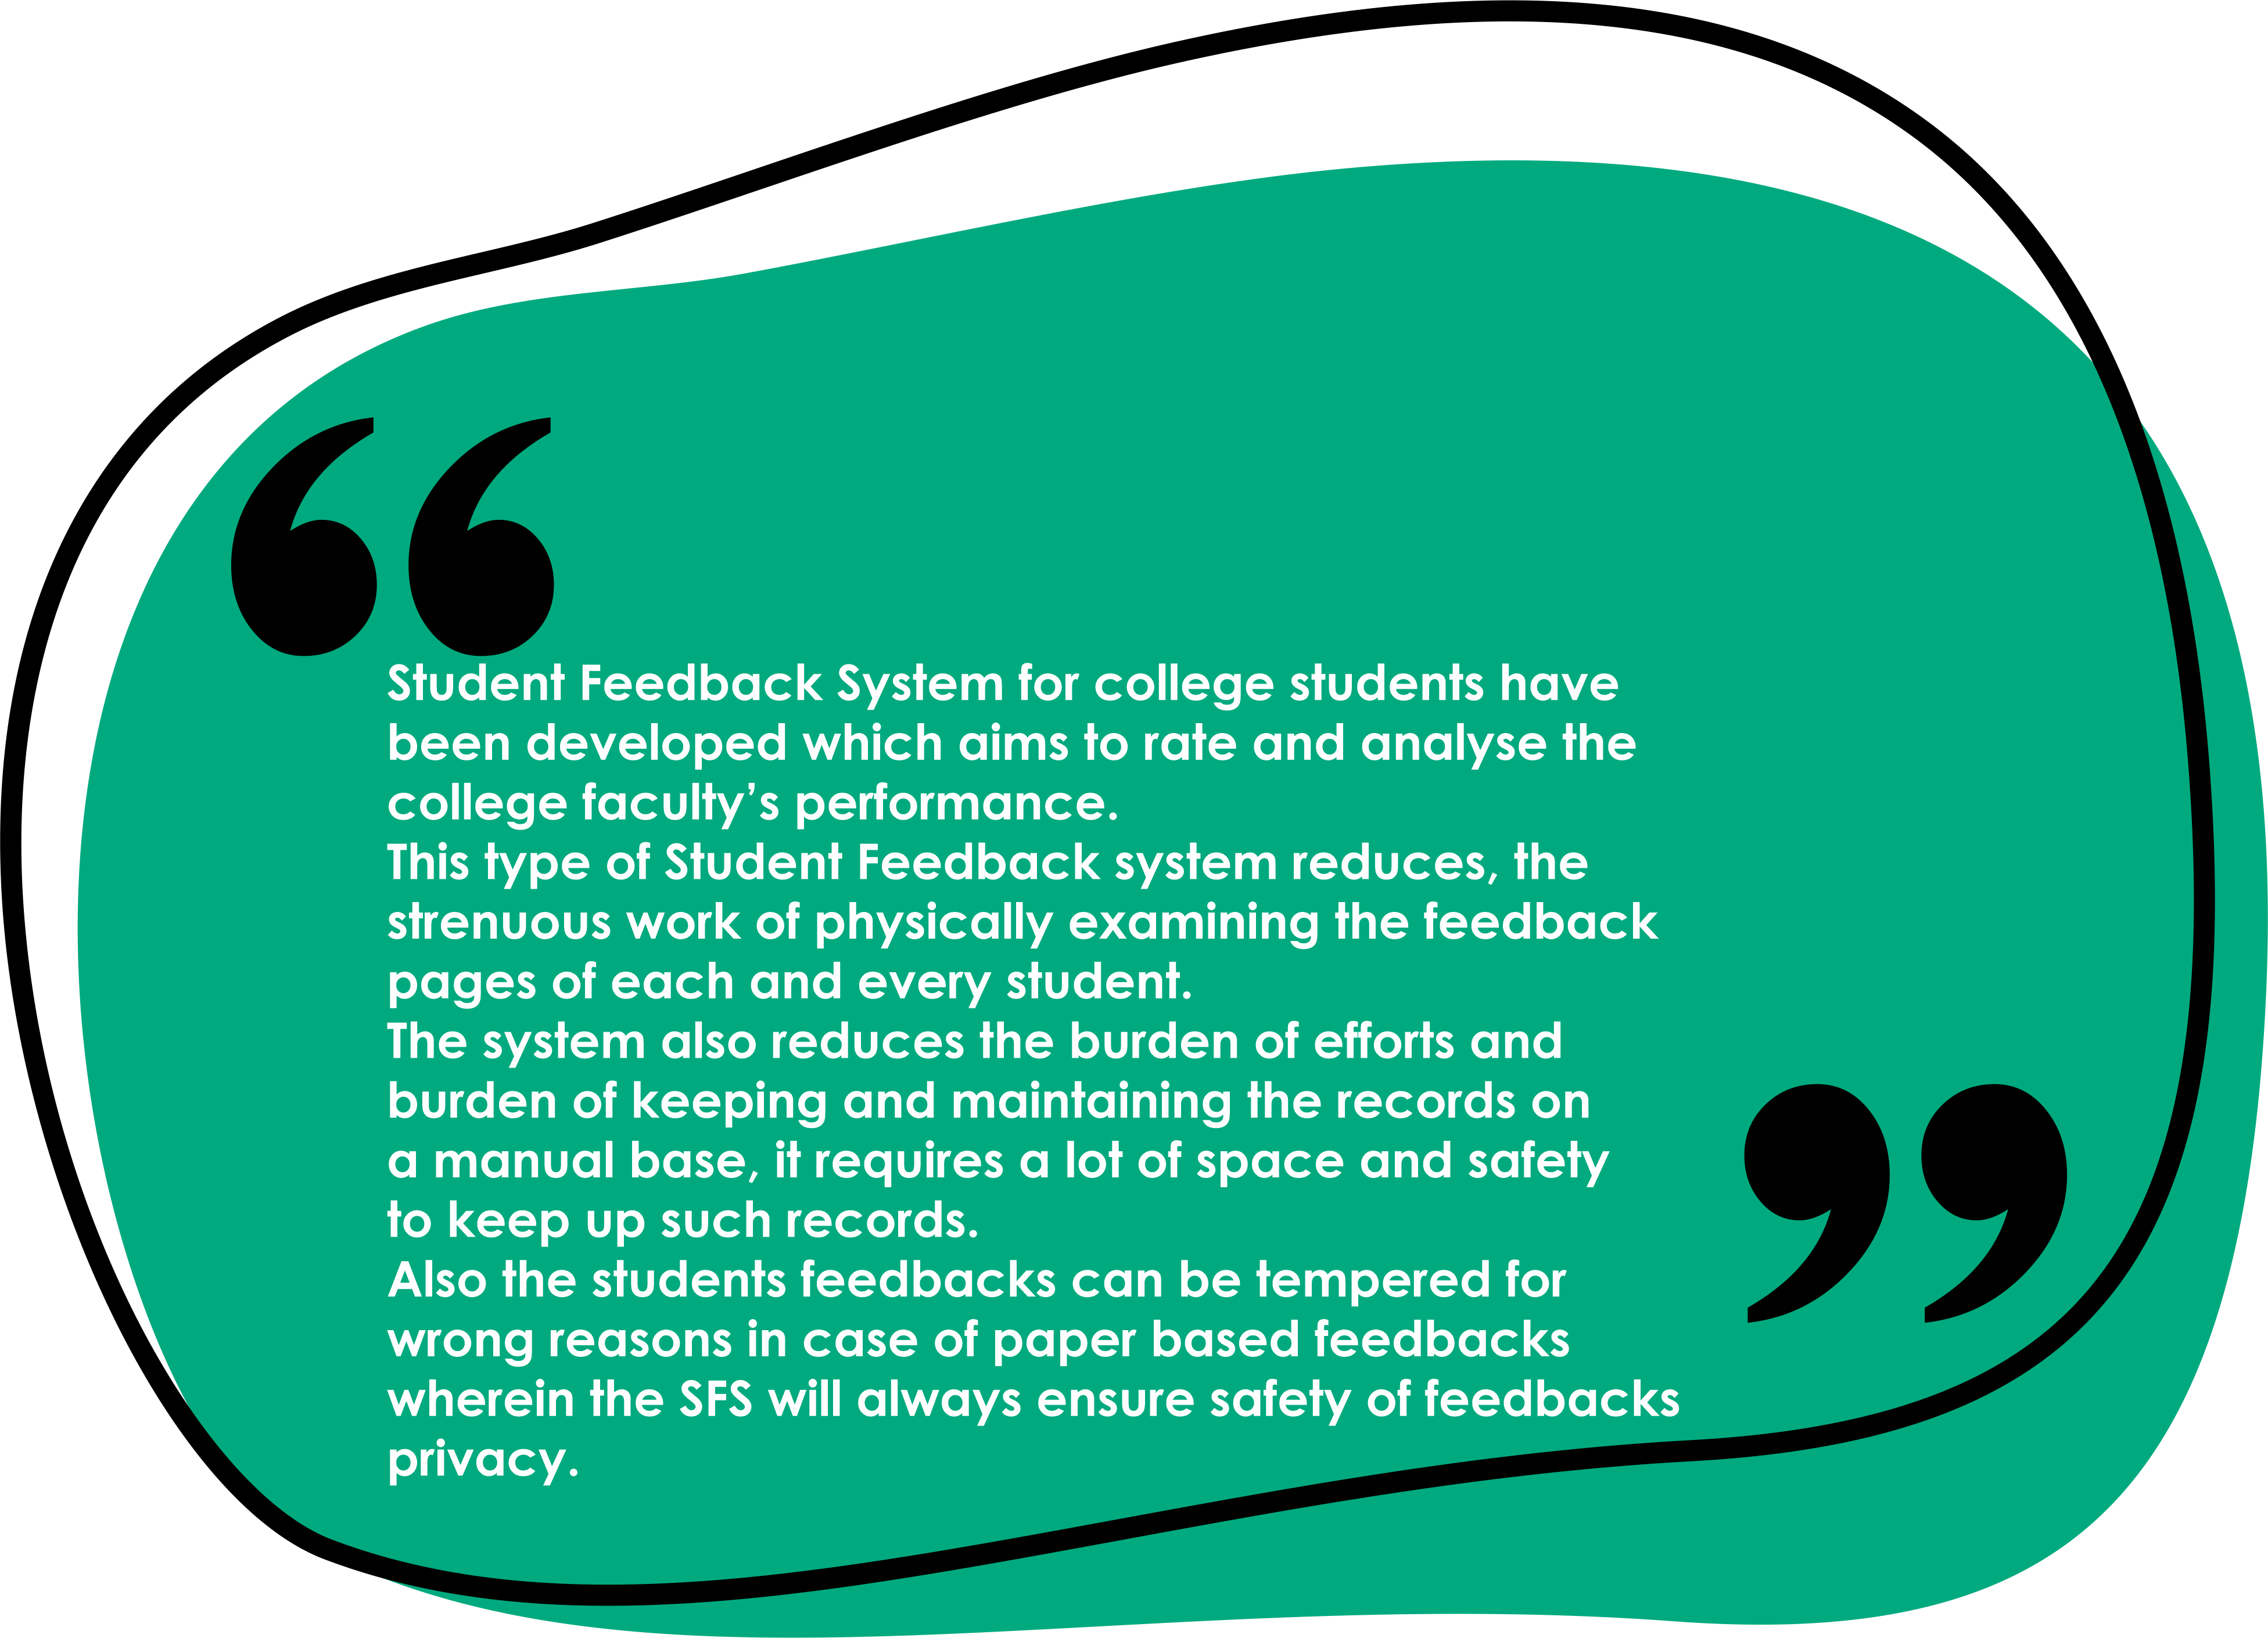 Student Feedback System for college students have
been developed which aims to rate and analyse the
college faculty’s performance.
This type of Student Feedback system reduces, the
strenuous work of physically examining the feedback
pages of each and every student.
The system also reduces the burden of efforts and
burden of keeping and maintaining the records on
a manual base, it requires a lot of space and safety
to keep up such records.
Also the students feedbacks can be tempered for
wrong reasons in case of paper based feedbacks
wherein the SFS will always ensure safety of feedbacks
privacy.